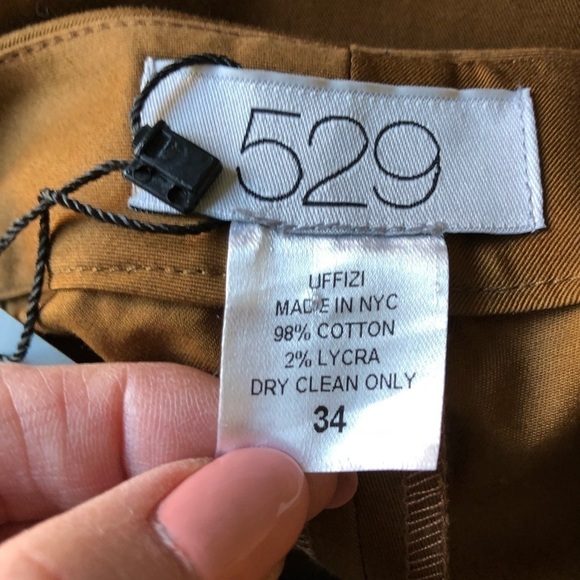 529
UFFIZI
MADE IN NYC
98% COTTON
2% LYCRA
DRY CLEAN ONLY
34